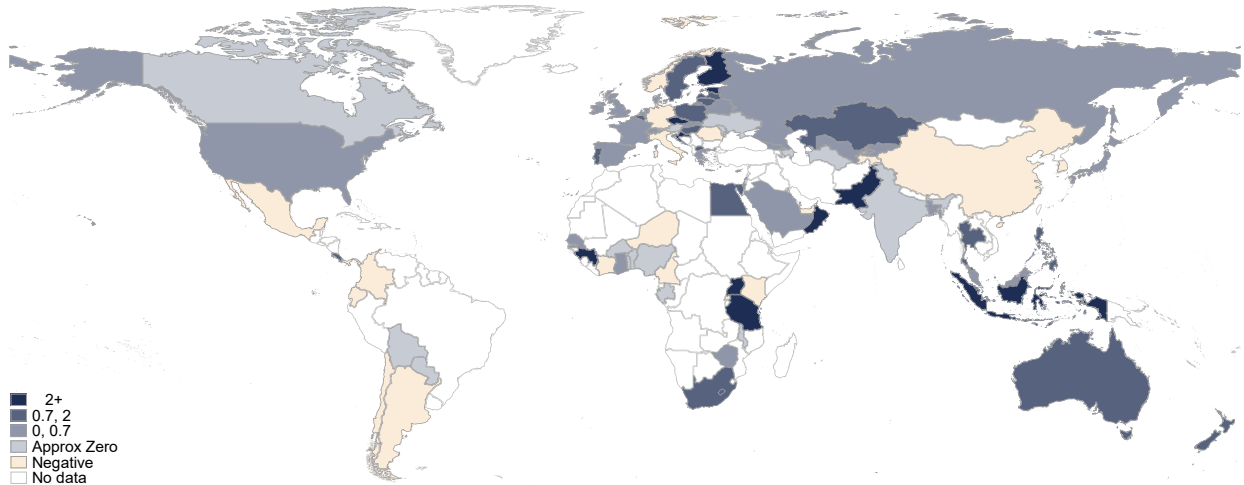 2+
0.7, 2
0, 0.7
Approx Zero
Negative
No data